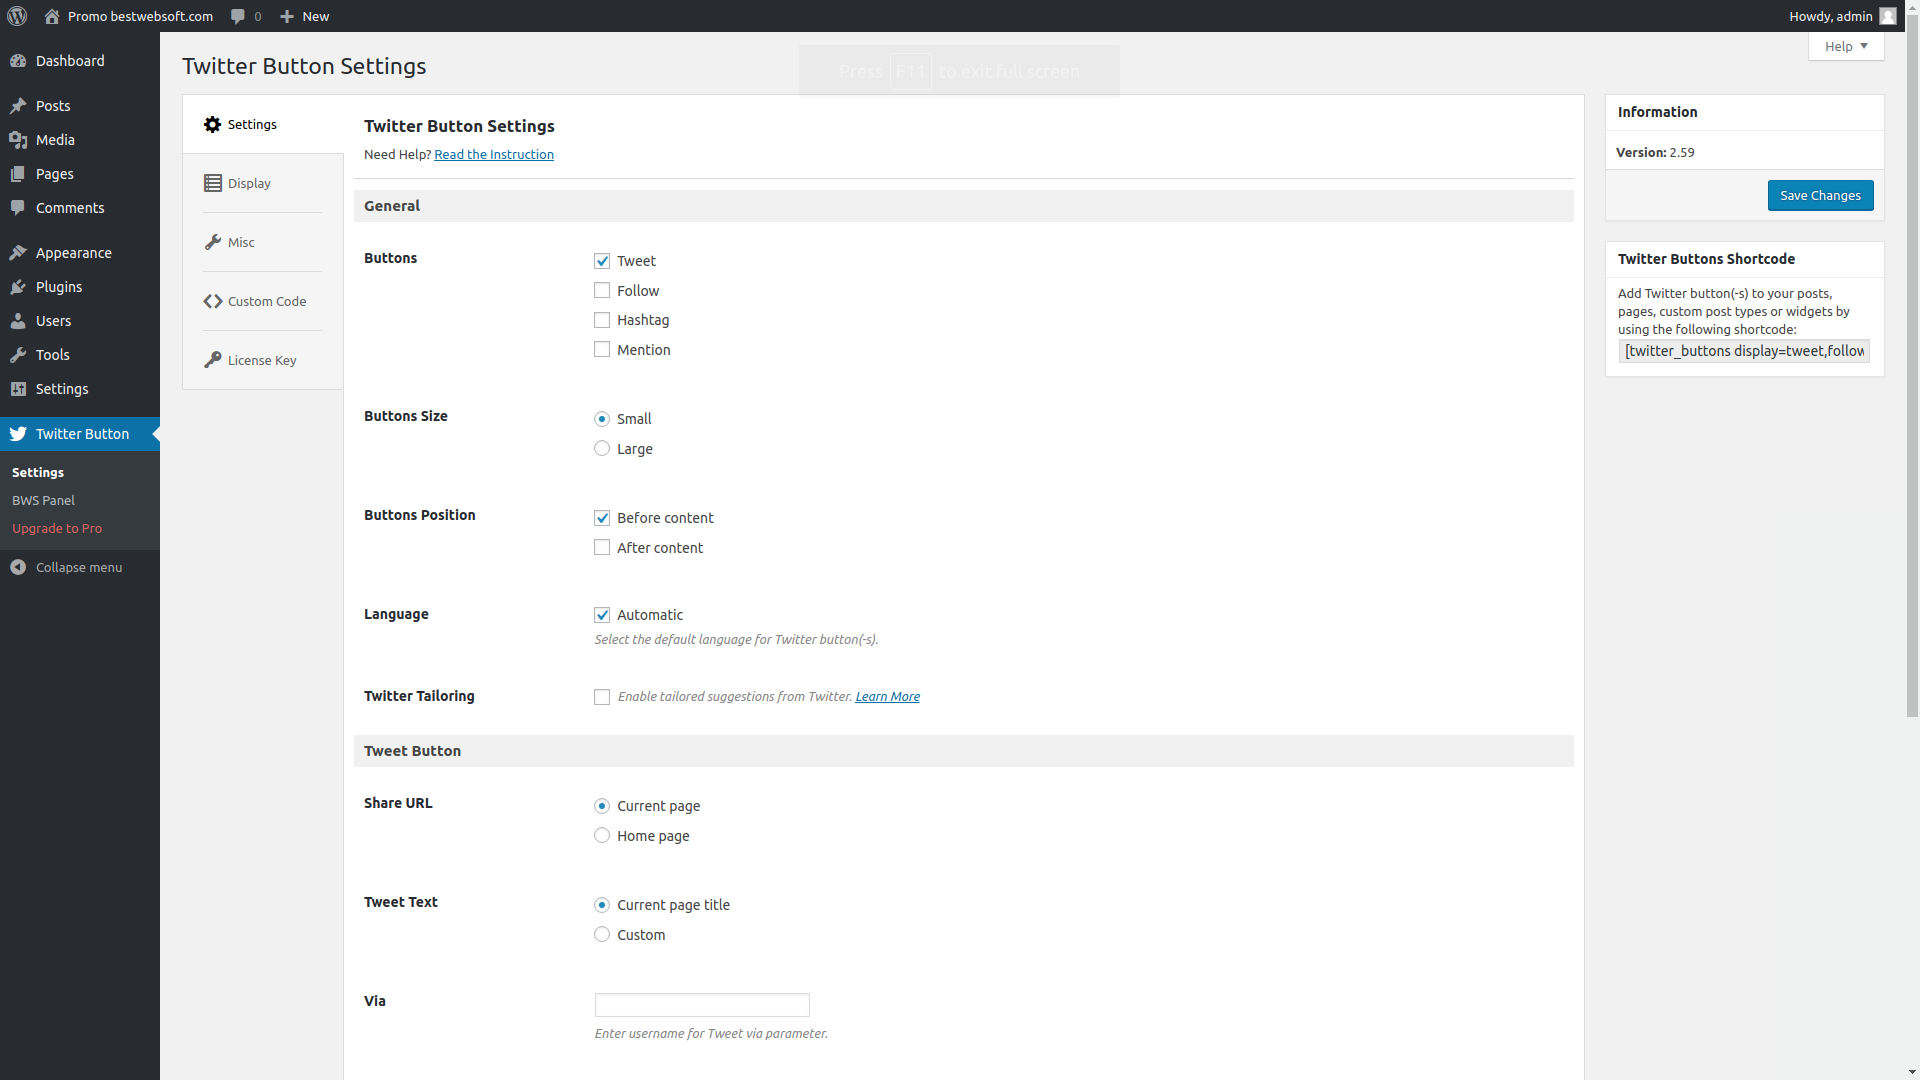 Promo bestwebsoft.com
0
New
Howdy, admin
Dashboard
Posts
Media
Pages
Comments
Appearance
Plugins
Users
Tools
Settings
Twitter Button
Settings
BWS Panel
Upgrade to Pro
Collapse menu
Help
Twitter Button Settings
Press F11 to exit full screen
Settings
Display
Misc
Custom Code
License Key
Twitter Button Settings
Need Help? Read the Instruction
General
Buttons
Tweet
Follow
Hashtag
Mention
Buttons Size
Small
Large
Buttons Position
Before content
After content
Language
Automatic
Select the default language for Twitter button(-s).
Twitter Tailoring
Enable tailored suggestions from Twitter. Learn More
Tweet Button
Share URL
Current page
Home page
Tweet Text
Current page title
Custom
Via
Enter username for Tweet via parameter.
Information
Version: 2.59
Save Changes
Twitter Buttons Shortcode
Add Twitter button(-s) to your posts,
pages, custom post types or widgets by
using the following shortcode:
[twitter_buttons display=tweet,follow